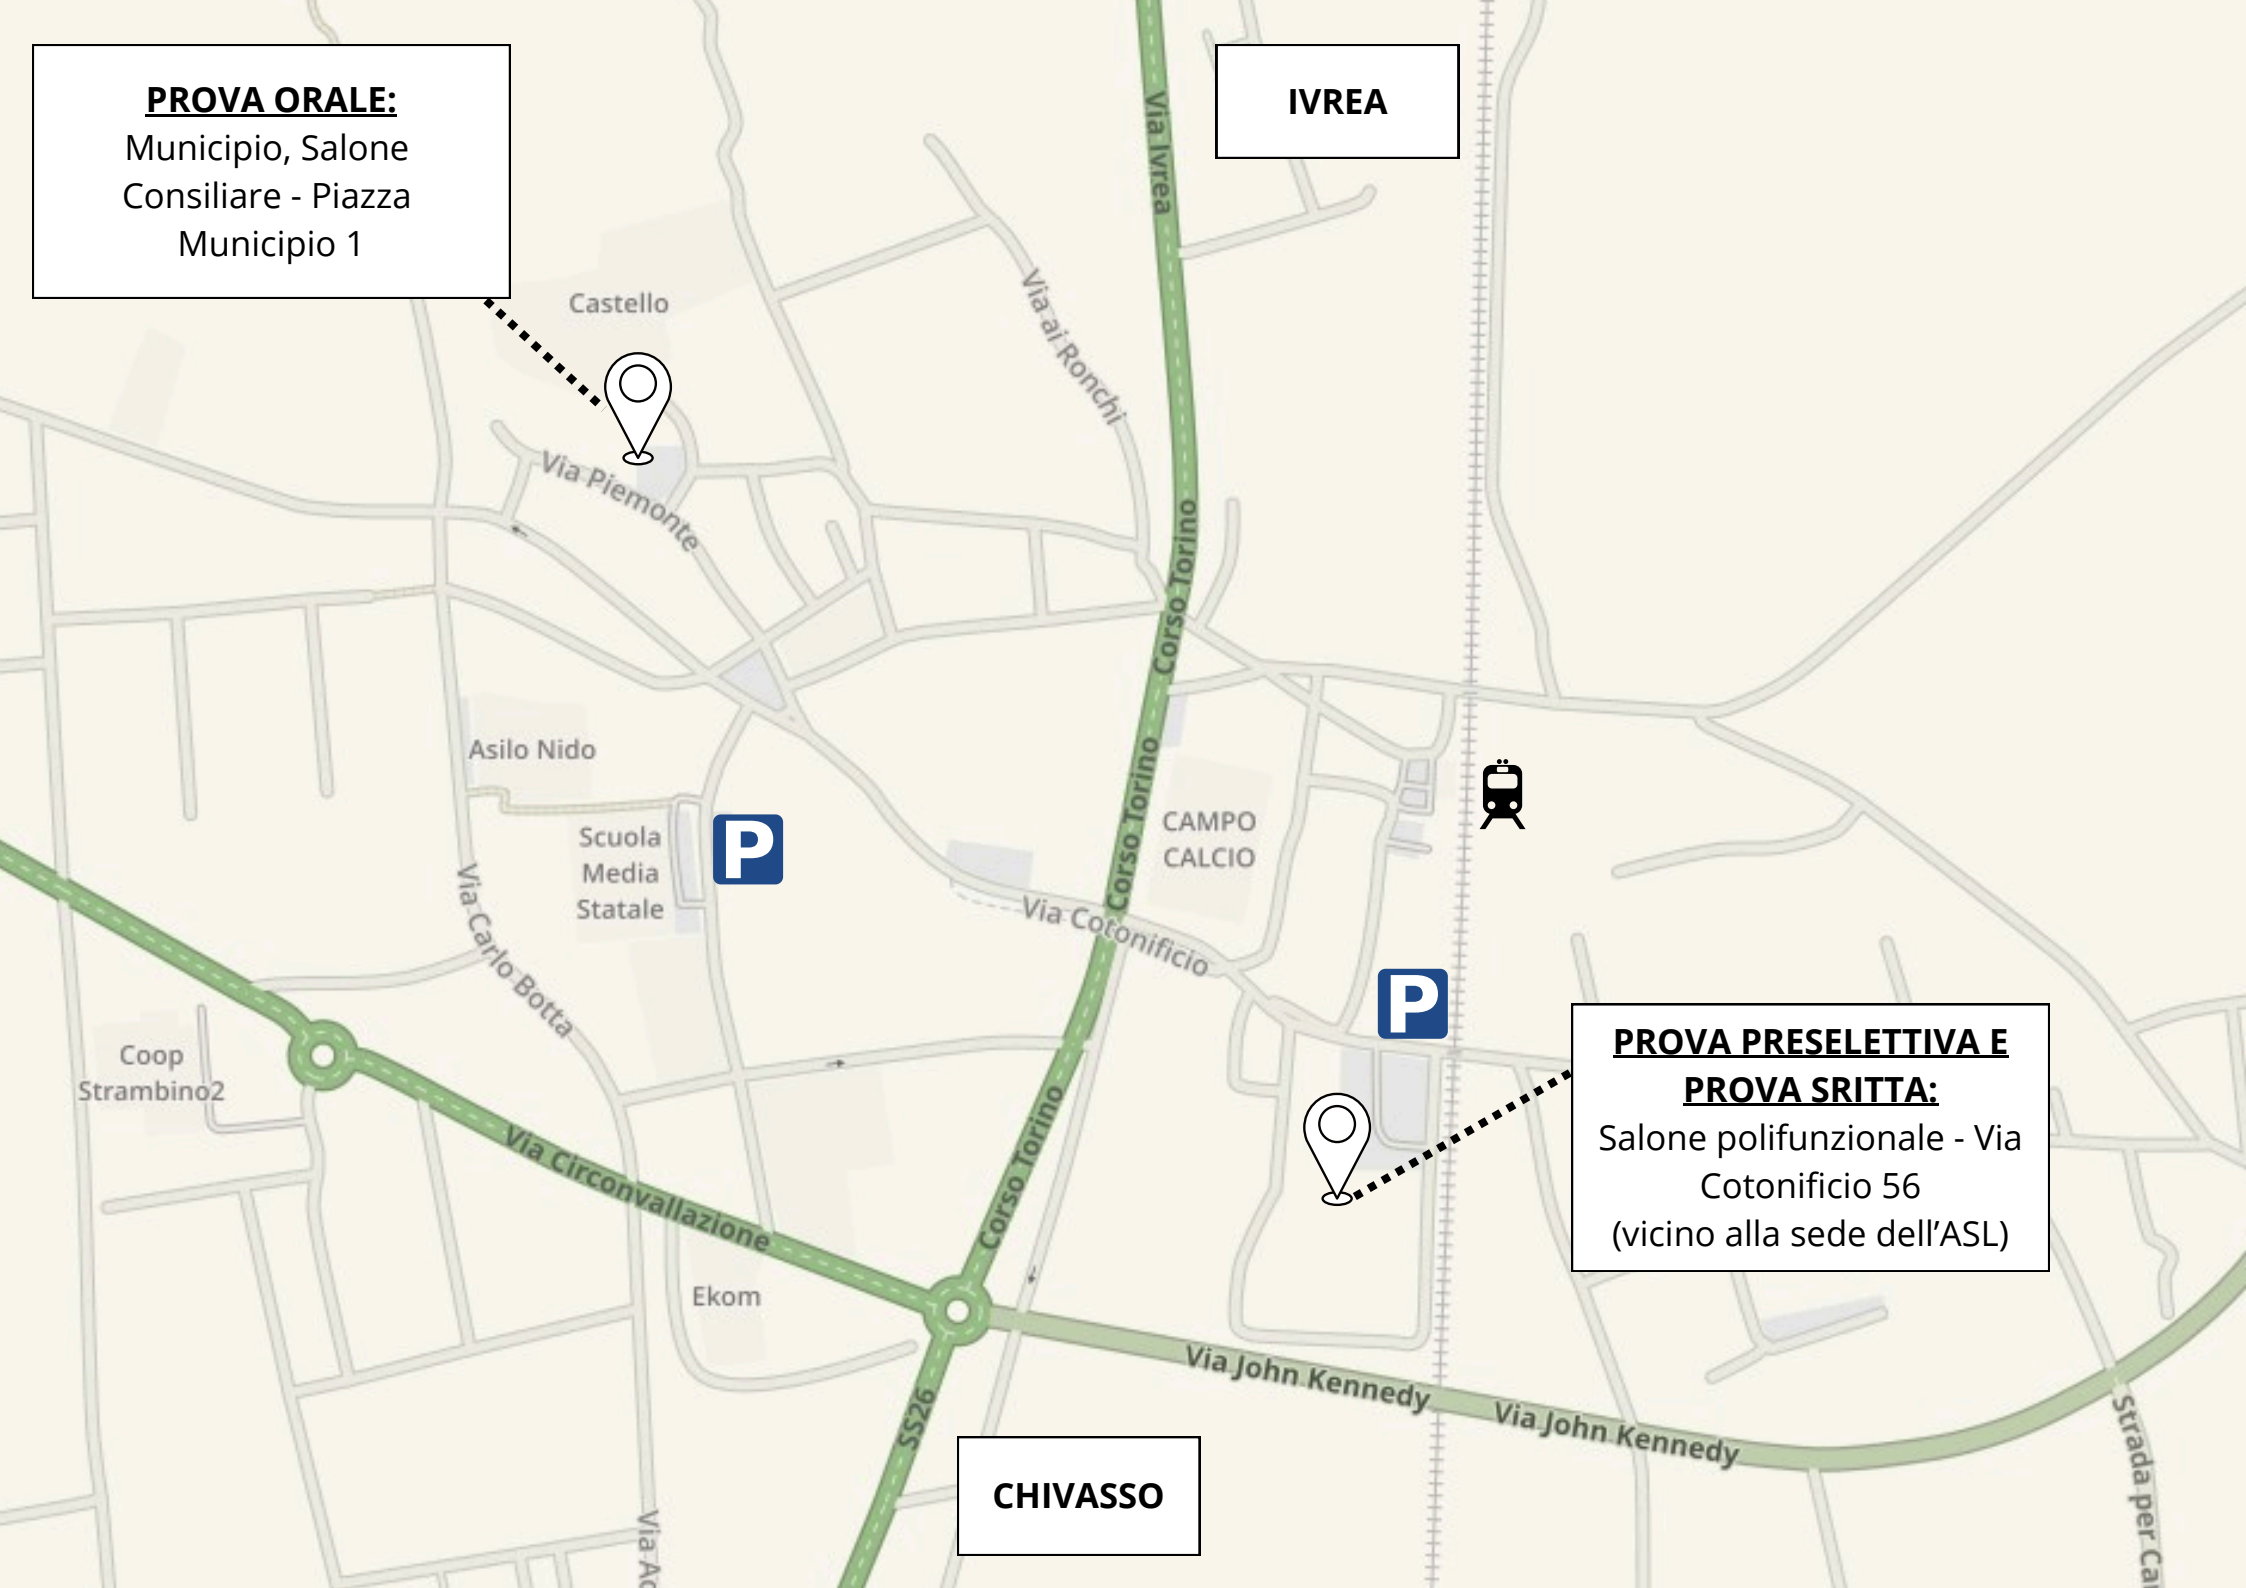 PROVA ORALE:
Municipio, Salone
Consiliare - Piazza
Municipio 1
IVREA
Via Ivrea
Castello
Via ai Ronchi
Via Piemonte
Corso Torino
Asilo Nido
Corso Torino
CAMPO
CALCIO
Scuola
Media
Statale
P
Via Carlo Botta
Via Cotonificio
P
Coop
Strambino2
PROVA PRESELETTIVA E
PROVA SRITTA:
Salone polifunzionale - Via
Cotonificio 56
(vicino alla sede dell’ASL)
Via Circonvallazione
Corso Torino
Ekom
Via John Kennedy
Via John Kennedy
SS26
CHIVASSO
Strada per Car
Via Ac